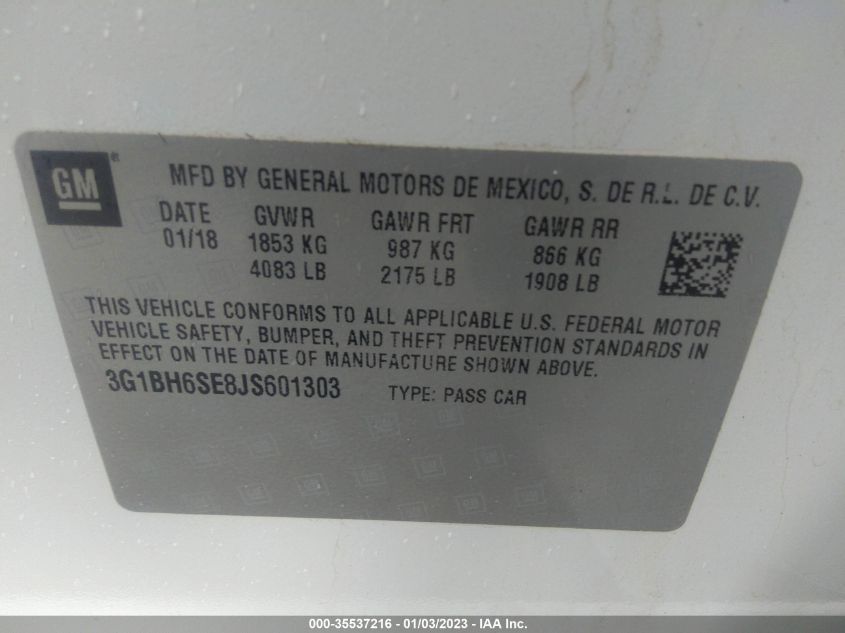 GM
MFD BY GENERAL MOTORS DE MEXICO, S. DE R.L. DE C.V.
DATE GVWR GAWR FRT GAWR RR
01/18 1853 KG 987 KG 866 KG
4083 LB 2175 LB 1908 LB
THIS VEHICLE CONFORMS TO ALL APPLICABLE U.S. FEDERAL MOTOR
VEHICLE SAFETY, BUMPER, AND THEFT PREVENTION STANDARDS IN
EFFECT ON THE DATE OF MANUFACTURE SHOWN ABOVE.
3G1BH6SE8JS601303 TYPE: PASS CAR
000-35537216 - 01/03/2023 - IAA Inc.